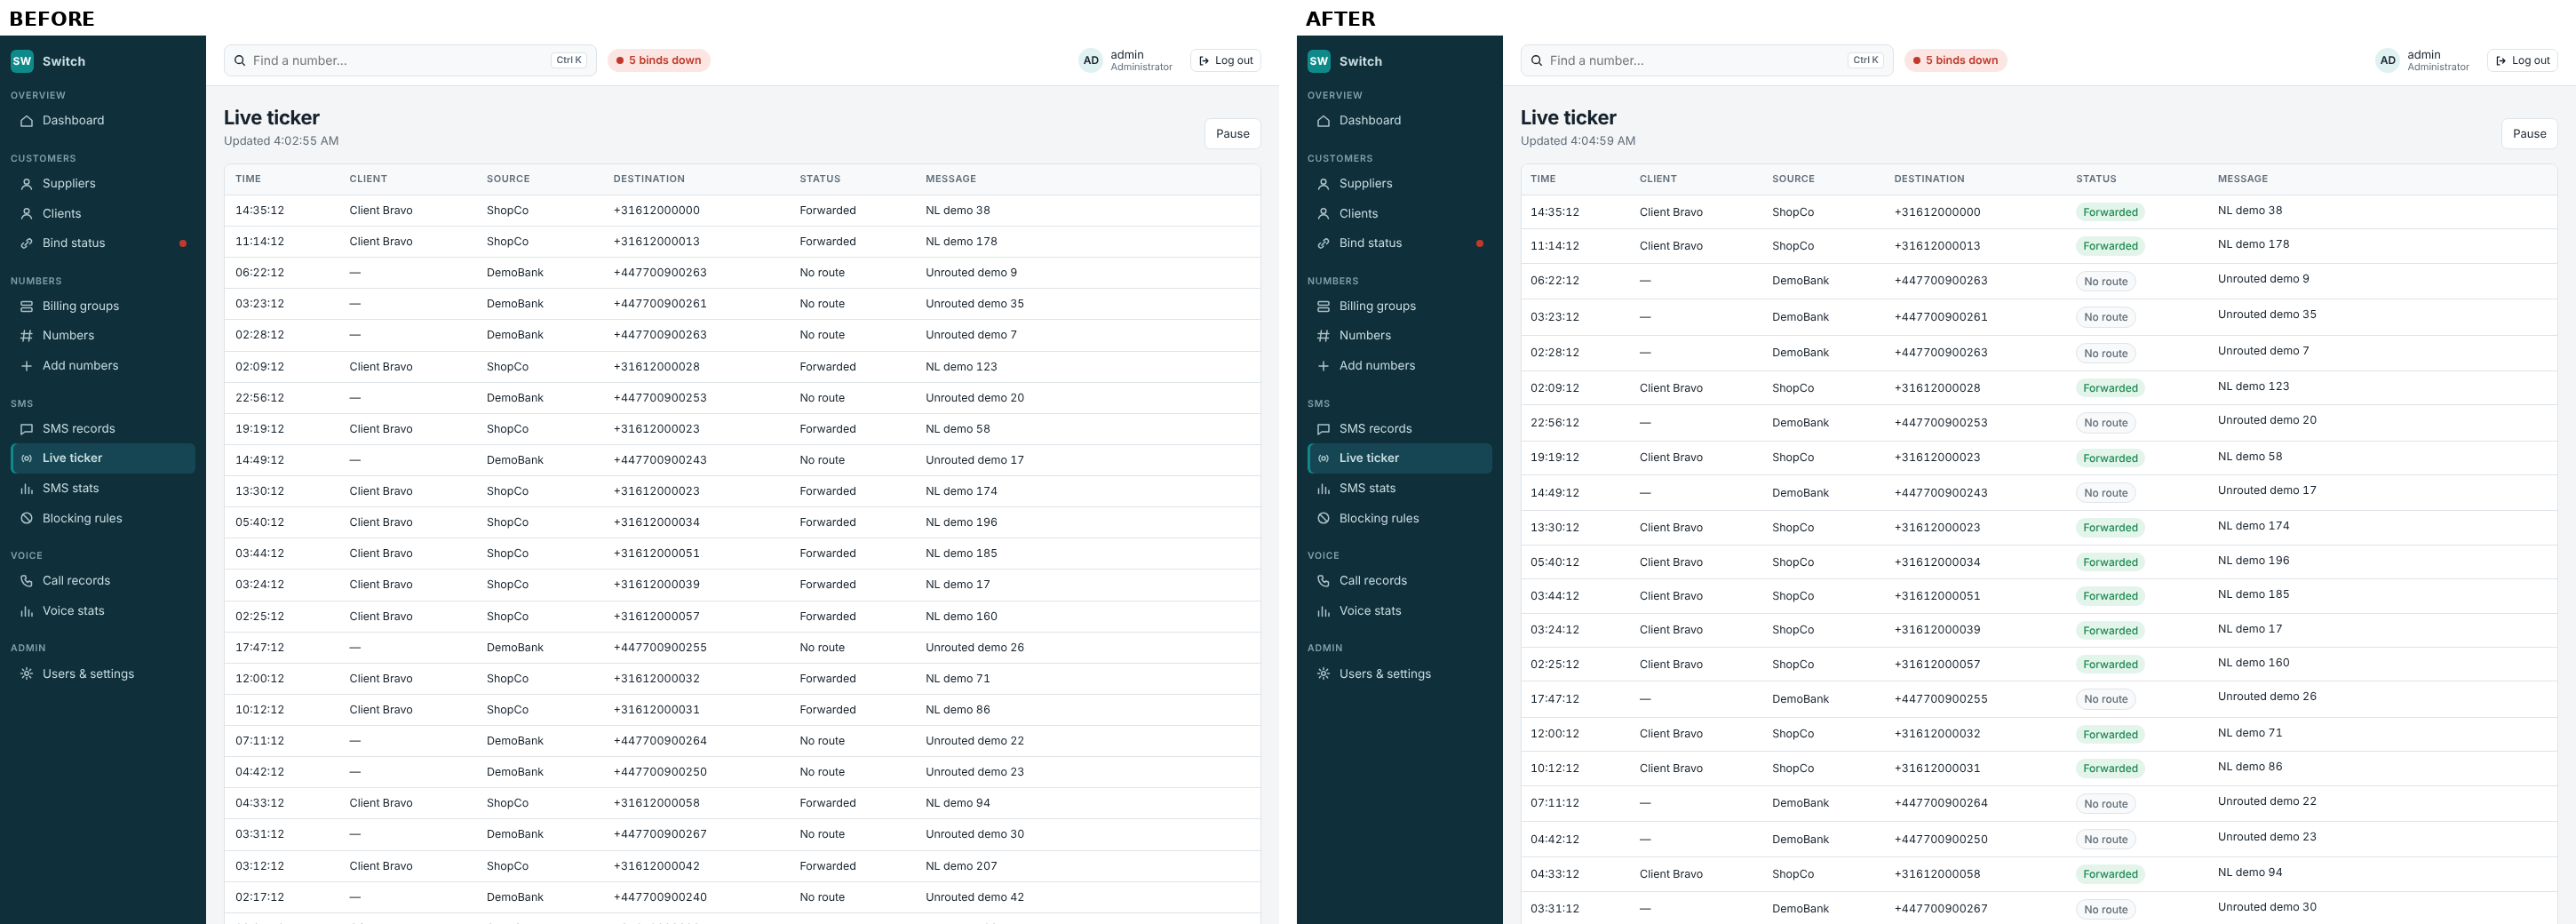 BEFORE
SW Switch
OVERVIEW
Dashboard
CUSTOMERS
Suppliers
Clients
Bind status
NUMBERS
Billing groups
Numbers
Add numbers
SMS
SMS records
Live ticker
SMS stats
Blocking rules
VOICE
Call records
Voice stats
ADMIN
Users & settings
Find a number... Ctrl K 5 binds down AD admin Administrator Log out
Live ticker
Updated 4:02:55 AM
Pause
TIME CLIENT SOURCE DESTINATION STATUS MESSAGE
14:35:12 Client Bravo ShopCo +31612000000 Forwarded NL demo 38
11:14:12 Client Bravo ShopCo +31612000013 Forwarded NL demo 178
06:22:12 — DemoBank +447700900263 No route Unrouted demo 9
03:23:12 — DemoBank +447700900261 No route Unrouted demo 35
02:28:12 — DemoBank +447700900263 No route Unrouted demo 7
02:09:12 Client Bravo ShopCo +31612000028 Forwarded NL demo 123
22:56:12 — DemoBank +447700900253 No route Unrouted demo 20
19:19:12 Client Bravo ShopCo +31612000023 Forwarded NL demo 58
14:49:12 — DemoBank +447700900243 No route Unrouted demo 17
13:30:12 Client Bravo ShopCo +31612000023 Forwarded NL demo 174
05:40:12 Client Bravo ShopCo +31612000034 Forwarded NL demo 196
03:44:12 Client Bravo ShopCo +31612000051 Forwarded NL demo 185
03:24:12 Client Bravo ShopCo +31612000039 Forwarded NL demo 17
02:25:12 Client Bravo ShopCo +31612000057 Forwarded NL demo 160
17:47:12 — DemoBank +447700900255 No route Unrouted demo 26
12:00:12 Client Bravo ShopCo +31612000032 Forwarded NL demo 71
10:12:12 Client Bravo ShopCo +31612000031 Forwarded NL demo 86
07:11:12 — DemoBank +447700900264 No route Unrouted demo 22
04:42:12 — DemoBank +447700900250 No route Unrouted demo 23
04:33:12 Client Bravo ShopCo +31612000058 Forwarded NL demo 94
03:31:12 — DemoBank +447700900267 No route Unrouted demo 30
03:12:12 Client Bravo ShopCo +31612000042 Forwarded NL demo 207
02:17:12 — DemoBank +447700900240 No route Unrouted demo 42
AFTER
SW Switch
OVERVIEW
Dashboard
CUSTOMERS
Suppliers
Clients
Bind status
NUMBERS
Billing groups
Numbers
Add numbers
SMS
SMS records
Live ticker
SMS stats
Blocking rules
VOICE
Call records
Voice stats
ADMIN
Users & settings
Find a number... Ctrl K 5 binds down AD admin Administrator Log out
Live ticker
Updated 4:04:59 AM
Pause
TIME CLIENT SOURCE DESTINATION STATUS MESSAGE
14:35:12 Client Bravo ShopCo +31612000000 Forwarded NL demo 38
11:14:12 Client Bravo ShopCo +31612000013 Forwarded NL demo 178
06:22:12 — DemoBank +447700900263 No route Unrouted demo 9
03:23:12 — DemoBank +447700900261 No route Unrouted demo 35
02:28:12 — DemoBank +447700900263 No route Unrouted demo 7
02:09:12 Client Bravo ShopCo +31612000028 Forwarded NL demo 123
22:56:12 — DemoBank +447700900253 No route Unrouted demo 20
19:19:12 Client Bravo ShopCo +31612000023 Forwarded NL demo 58
14:49:12 — DemoBank +447700900243 No route Unrouted demo 17
13:30:12 Client Bravo ShopCo +31612000023 Forwarded NL demo 174
05:40:12 Client Bravo ShopCo +31612000034 Forwarded NL demo 196
03:44:12 Client Bravo ShopCo +31612000051 Forwarded NL demo 185
03:24:12 Client Bravo ShopCo +31612000039 Forwarded NL demo 17
02:25:12 Client Bravo ShopCo +31612000057 Forwarded NL demo 160
17:47:12 — DemoBank +447700900255 No route Unrouted demo 26
12:00:12 Client Bravo ShopCo +31612000032 Forwarded NL demo 71
10:12:12 Client Bravo ShopCo +31612000031 Forwarded NL demo 86
07:11:12 — DemoBank +447700900264 No route Unrouted demo 22
04:42:12 — DemoBank +447700900250 No route Unrouted demo 23
04:33:12 Client Bravo ShopCo +31612000058 Forwarded NL demo 94
03:31:12 — DemoBank +447700900267 No route Unrouted demo 30